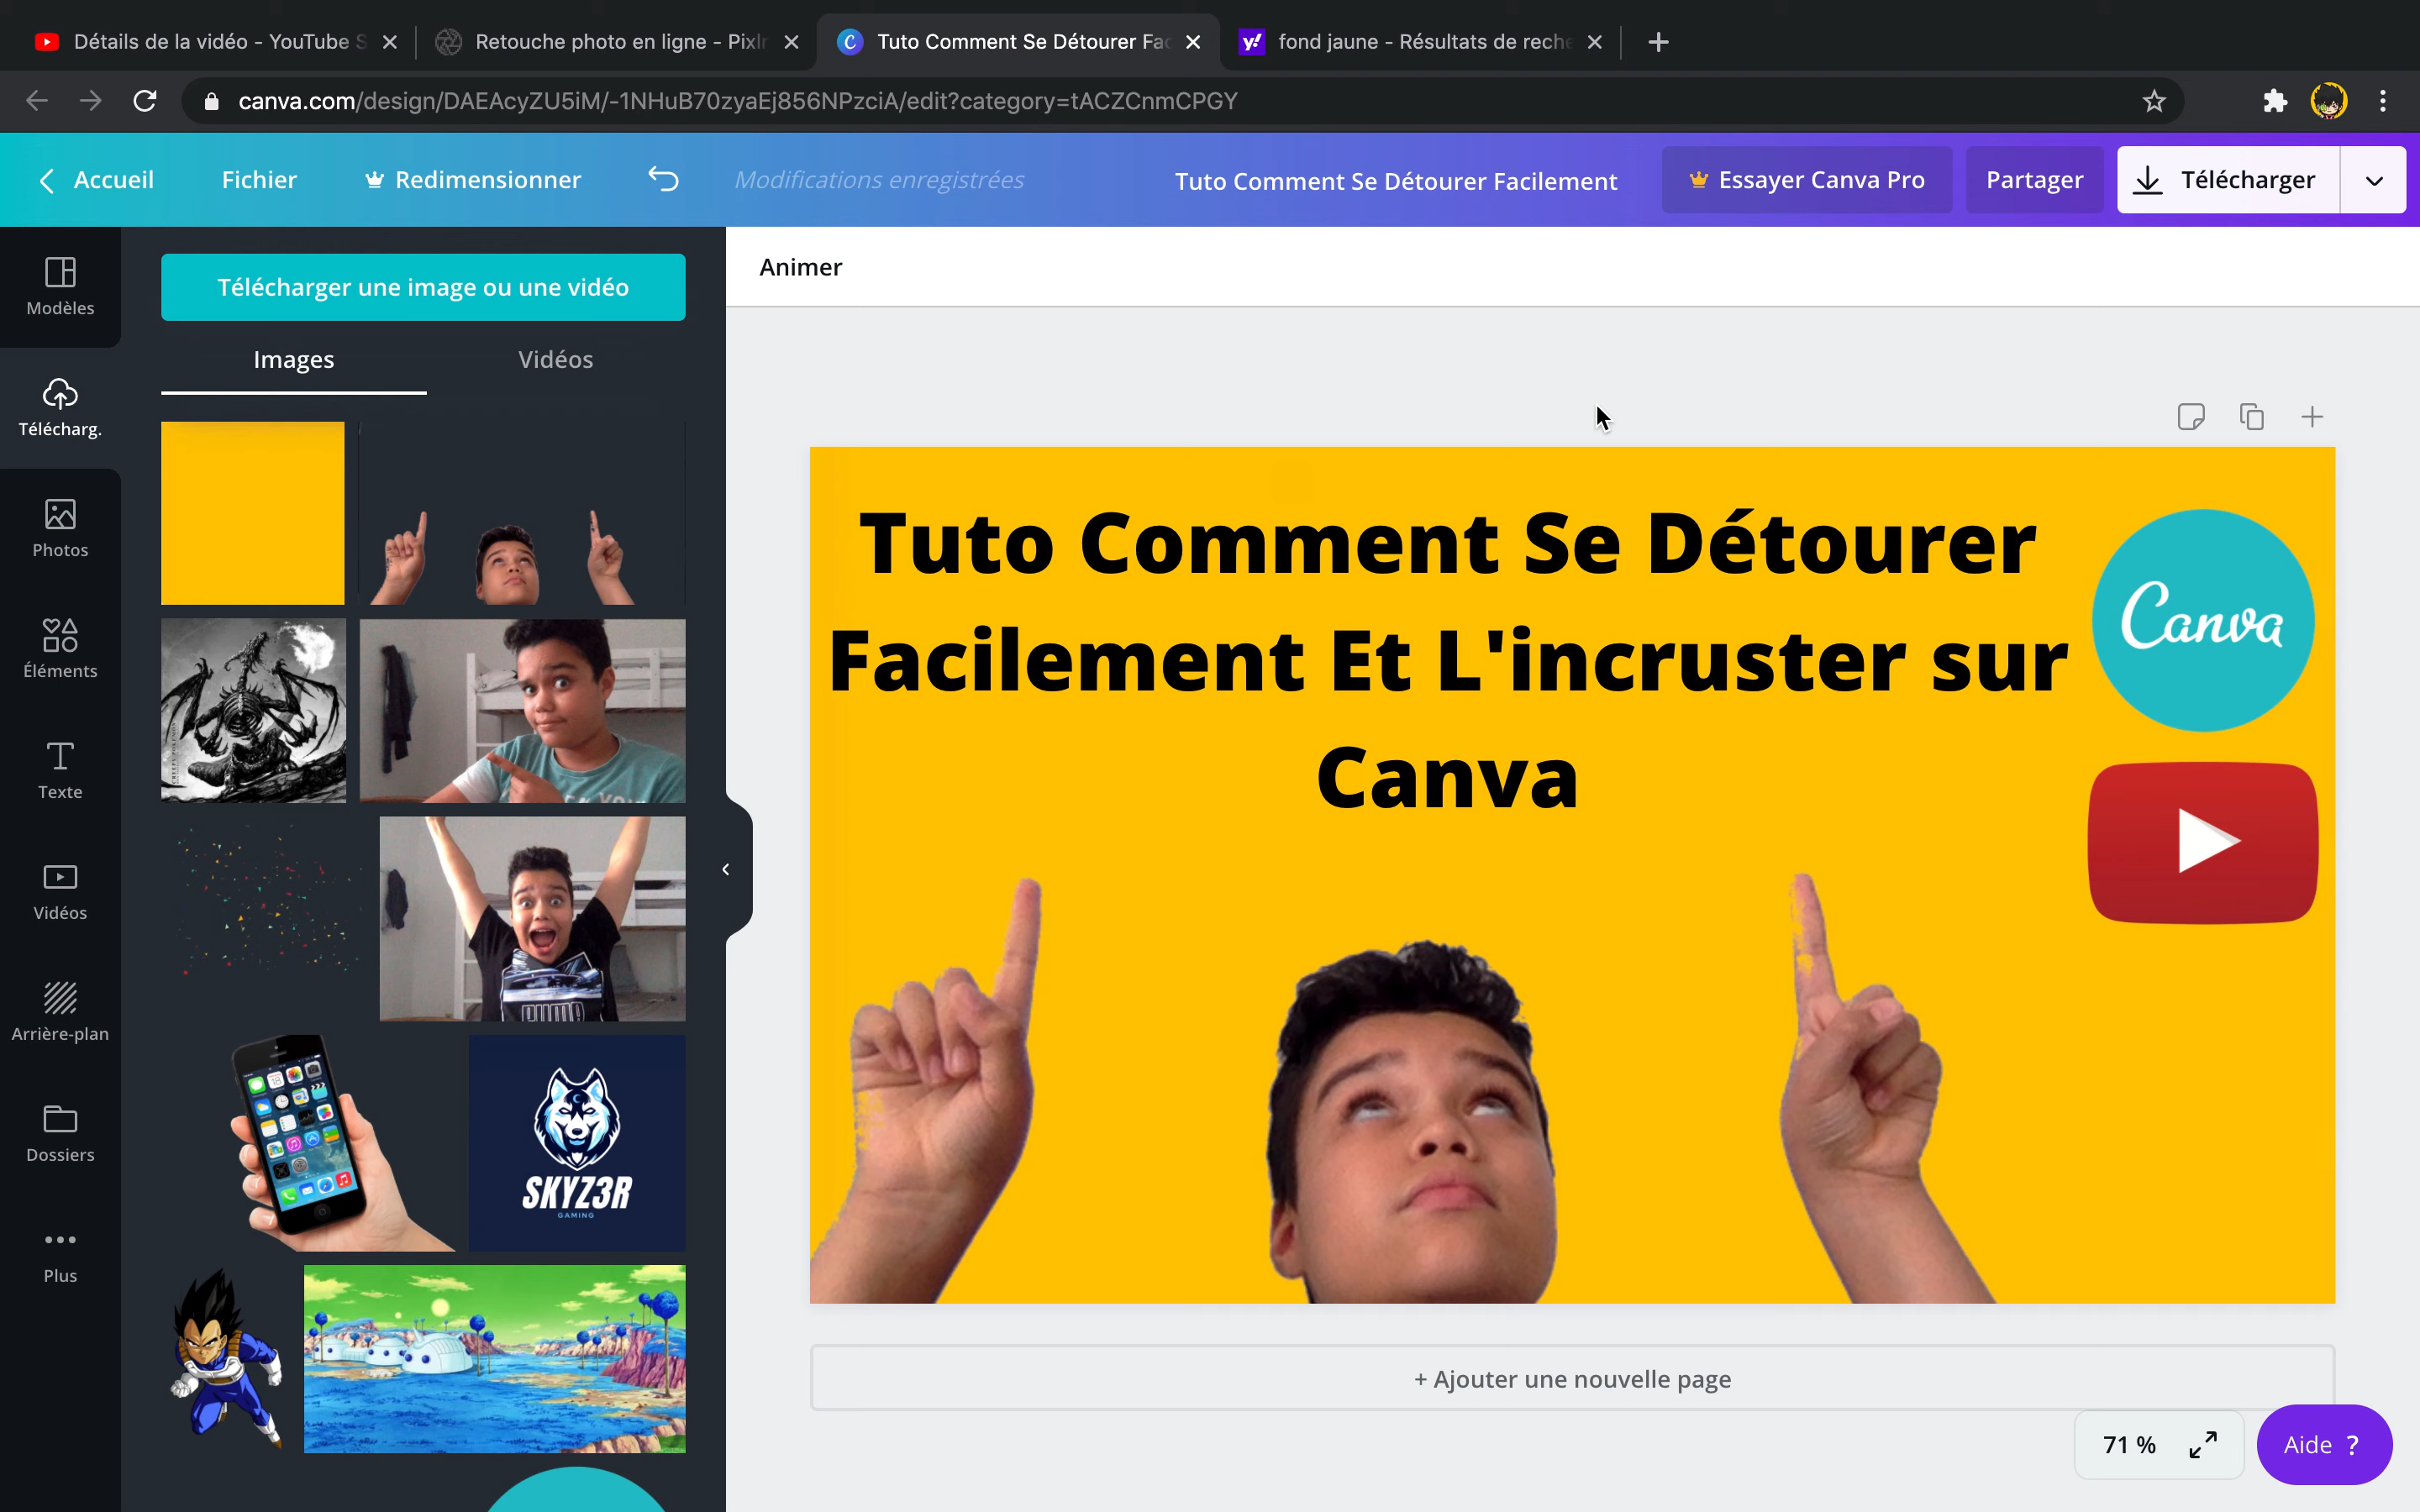 Détails de la vidéo - YouTube S
Retouche photo en ligne - Pixlr
Tuto Comment Se Détourer Fac
fond jaune - Résultats de reche
canva.com/design/DAEAcyZU5iM/-1NHuB70zyaEj856NPzciA/edit?category=tACZCnmCPGY
Accueil
Fichier
Redimensionner
Modifications enregistrées
Tuto Comment Se Détourer Facilement
Essayer Canva Pro
Partager
Télécharger
Modèles
Télécharg.
Photos
Éléments
Texte
Vidéos
Arrière-plan
Dossiers
Plus
Télécharger une image ou une vidéo
Images
Vidéos
SKYZ3R
GAMING
Animer
Tuto Comment Se Détourer
Facilement Et L'incruster sur
Canva
Canva
+ Ajouter une nouvelle page
71 %
Aide ?